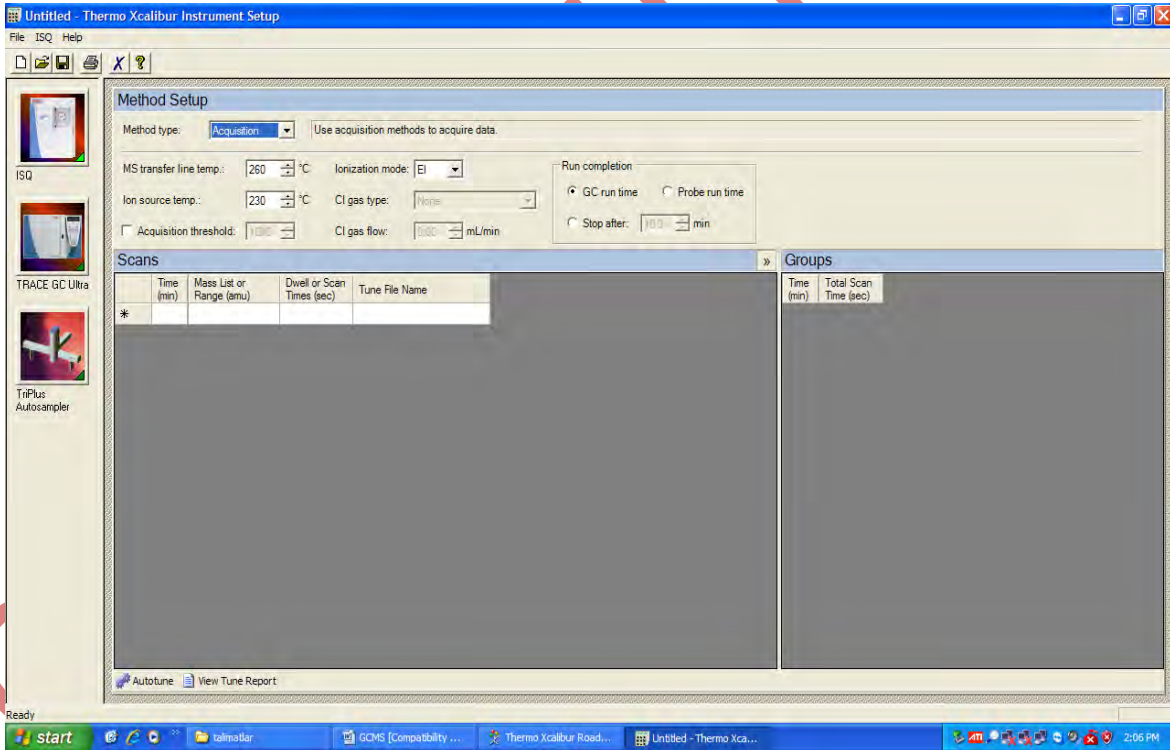 Untitled - Thermo Xcalibur Instrument Setup
File ISQ Help
Method Setup
Method type: Acquisition Use acquisition methods to acquire data.
MS transfer line temp.: 260 °C Ionization mode: EI Run completion
GC run time Probe run time
ISQ
Ion source temp.: 230 °C CI gas type: None
Stop after: min
Acquisition threshold: CI gas flow: mL/min
Scans » Groups
TRACE GC Ultra
Time (min) Mass List or Range (amu) Dwell or Scan Times (sec) Tune File Name Time (min) Total Scan Time (sec)
*
TriPlus
Autosampler
Autotune View Tune Report
Ready
start talimatlar GCMS [Compatibility ... Thermo Xcalibur Road... Untitled - Thermo Xca... ATI 2:06 PM